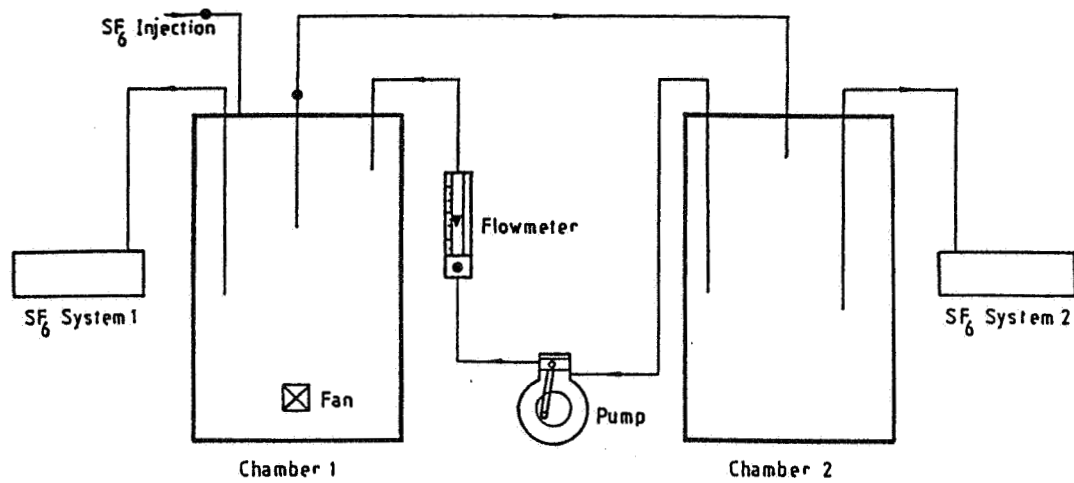 SF6 Injection
Flowmeter
SF6 System 1
SF6 System 2
Fan
Pump
Chamber 1
Chamber 2